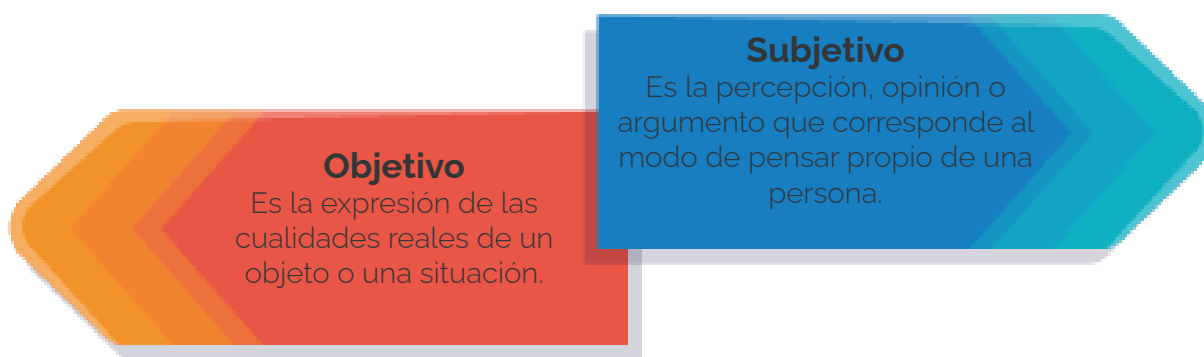 Subjetivo
Es la percepción, opinión o
argumento que corresponde al
modo de pensar propio de una
persona.
Objetivo
Es la expresión de las
cualidades reales de un
objeto o una situación.